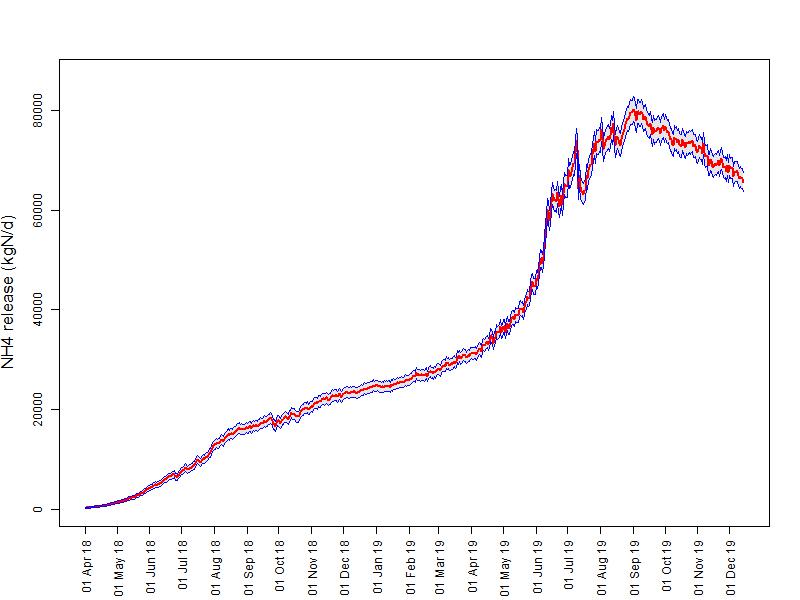 NH4 release (kgN/d)
80000
60000
40000
20000
0
01 Apr 18
01 May 18
01 Jun 18
01 Jul 18
01 Aug 18
01 Sep 18
01 Oct 18
01 Nov 18
01 Dec 18
01 Jan 19
01 Feb 19
01 Mar 19
01 Apr 19
01 May 19
01 Jun 19
01 Jul 19
01 Aug 19
01 Sep 19
01 Oct 19
01 Nov 19
01 Dec 19